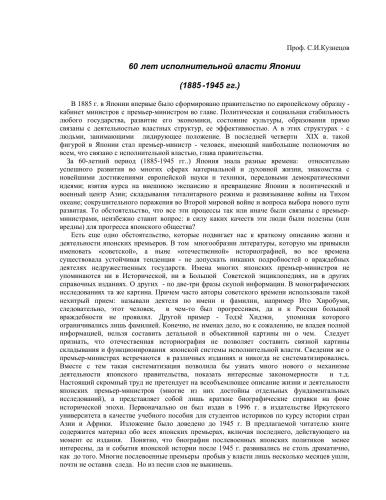 Проф. С.И.Кузнецов
60 лет исполнительной власти Японии
(1885-1945 гг.)
В 1885 г. в Японии впервые было сформировано правительство по европейскому образцу -
кабинет министров с премьер-министром во главе. Политическая и социальная стабильность
любого государства, развитие его экономики, состояние культуры, образования прямо
связаны с деятельностью властных структур, ее эффективностью. А в этих структурах - с
людьми, занимающими лидирующее положение. В последней четверти XIX в. такой
фигурой в Японии стал премьер-министр - человек, имеющий наибольшие полномочия во
всем, что связано с исполнительной властью, глава правительства.
За 60-летний период (1885-1945 гг..) Япония знала разные времена: относительно
успешного развития во многих сферах материальной и духовной жизни, знакомства с
новейшими достижениями европейской науки и техники, передовыми демократическими
идеями; взятия курса на внешнюю экспансию и превращение Японии в политический и
военный центр Азии; складывания тоталитарного режима и развязывание войны на Тихом
океане; сокрушительного поражения во Второй мировой войне и вопроса выбора нового пути
развития. То обстоятельство, что все эти процессы так или иначе были связаны с премьер-
министрами, неизбежно ставит вопрос: в силу каких качеств эти люди были полезны (или
вредны) для прогресса японского общества?
Есть еще одно обстоятельство, которые подвигает нас к краткому описанию жизни и
деятельности японских премьеров. В том многообразии литературы, которую мы привыкли
именовать «советской», а ныне «отечественной» историографией, во все времена
существовала устойчивая тенденция - не допускать никаких подробностей о враждебных
деятелях недружественных государств. Имена многих японских премьер-министров не
упоминаются ни в Исторической, ни в Большой Советской энциклопедиях, ни в других
справочных изданиях. О других - по две-три фразы скупой информации. В монографических
исследованиях та же картина. Причем часто авторы советского времени использовали такой
нехитрый прием: называли деятеля по имени и фамилии, например Ито Хиробуми,
следовательно, этот человек, в чем-то был прогрессивен, да и к России большой
враждебности не проявлял. Другой пример - Тодзё Хидэки, упоминая которого
ограничивались лишь фамилией. Конечно, не имена дело, но к сожалению, не владея полной
информацией, нельзя составить детальной и объективной картины ни о чем. Следует
признать, что отечественная историография не позволяет составить связной картины
складывания и функционирования японской системы исполнительной власти. Сведения же о
премьер-министрах встречаются в различных изданиях и никогда не систематизировались.
Вместе с тем такая систематизация позволила бы узнать много нового о механизме
деятельности японского правительства, показать интересные закономерности и т.д.
Настоящий скромный труд не претендует на всеобъемлющее описание жизни и деятельности
японских премьер-министров (многие из них достойны отдельных фундаментальных
исследований), а представляет собой лишь краткие биографические справки на фоне
исторической эпохи. Первоначально он был издан в 1996 г. в издательстве Иркутского
университета в качестве учебного пособия для студентов историков по курсу истории стран
Азии и Африки. Изложение было доведено до 1945 г. В предлагаемой читателю книге
содержится материал обо всех японских премьерах, включая последнего, действующего на
момент ее издания. Понятно, что биографии послевоенных японских политиков менее
интересны, да и события японской истории после 1945 г. развивались не столь драматично,
как до того. Многие послевоенные премьеры пробыл у власти лишь несколько месяцев ушли,
почти не оставив следа. Но из песни слов не выкинешь.